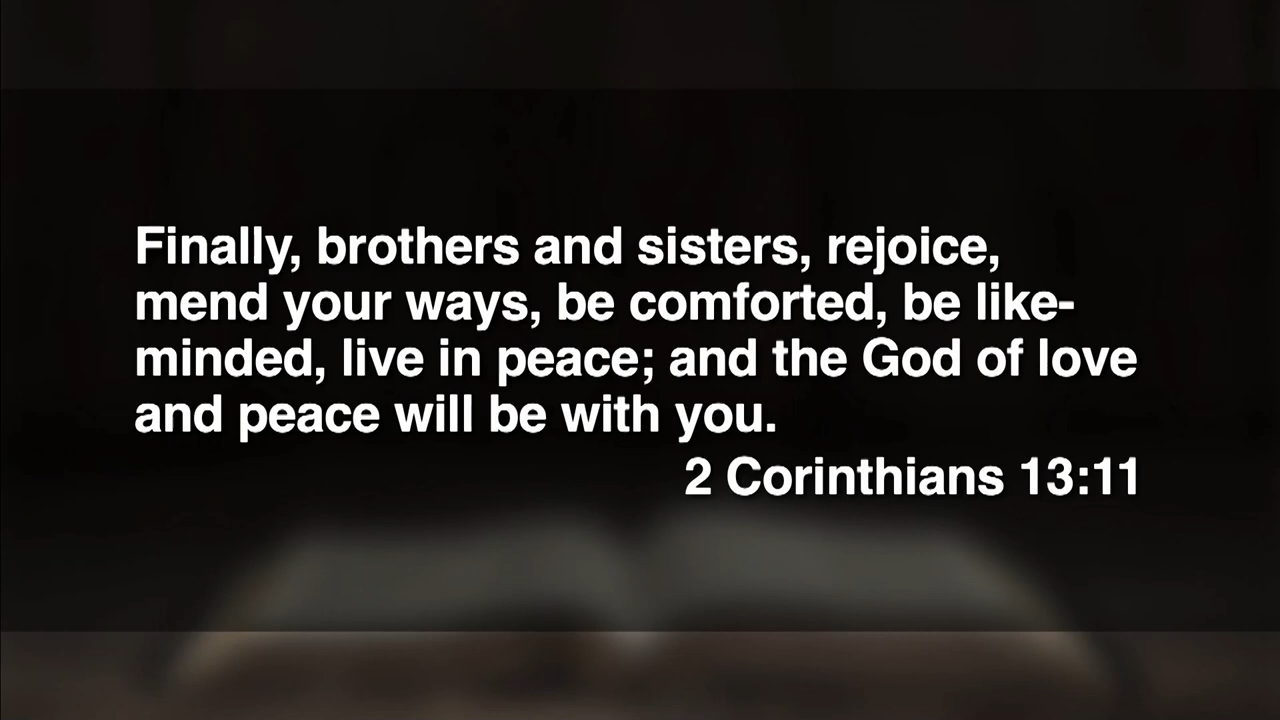 Finally, brothers and sisters, rejoice,
mend your ways, be comforted, be like-
minded, live in peace; and the God of love
and peace will be with you.
2 Corinthians 13:11